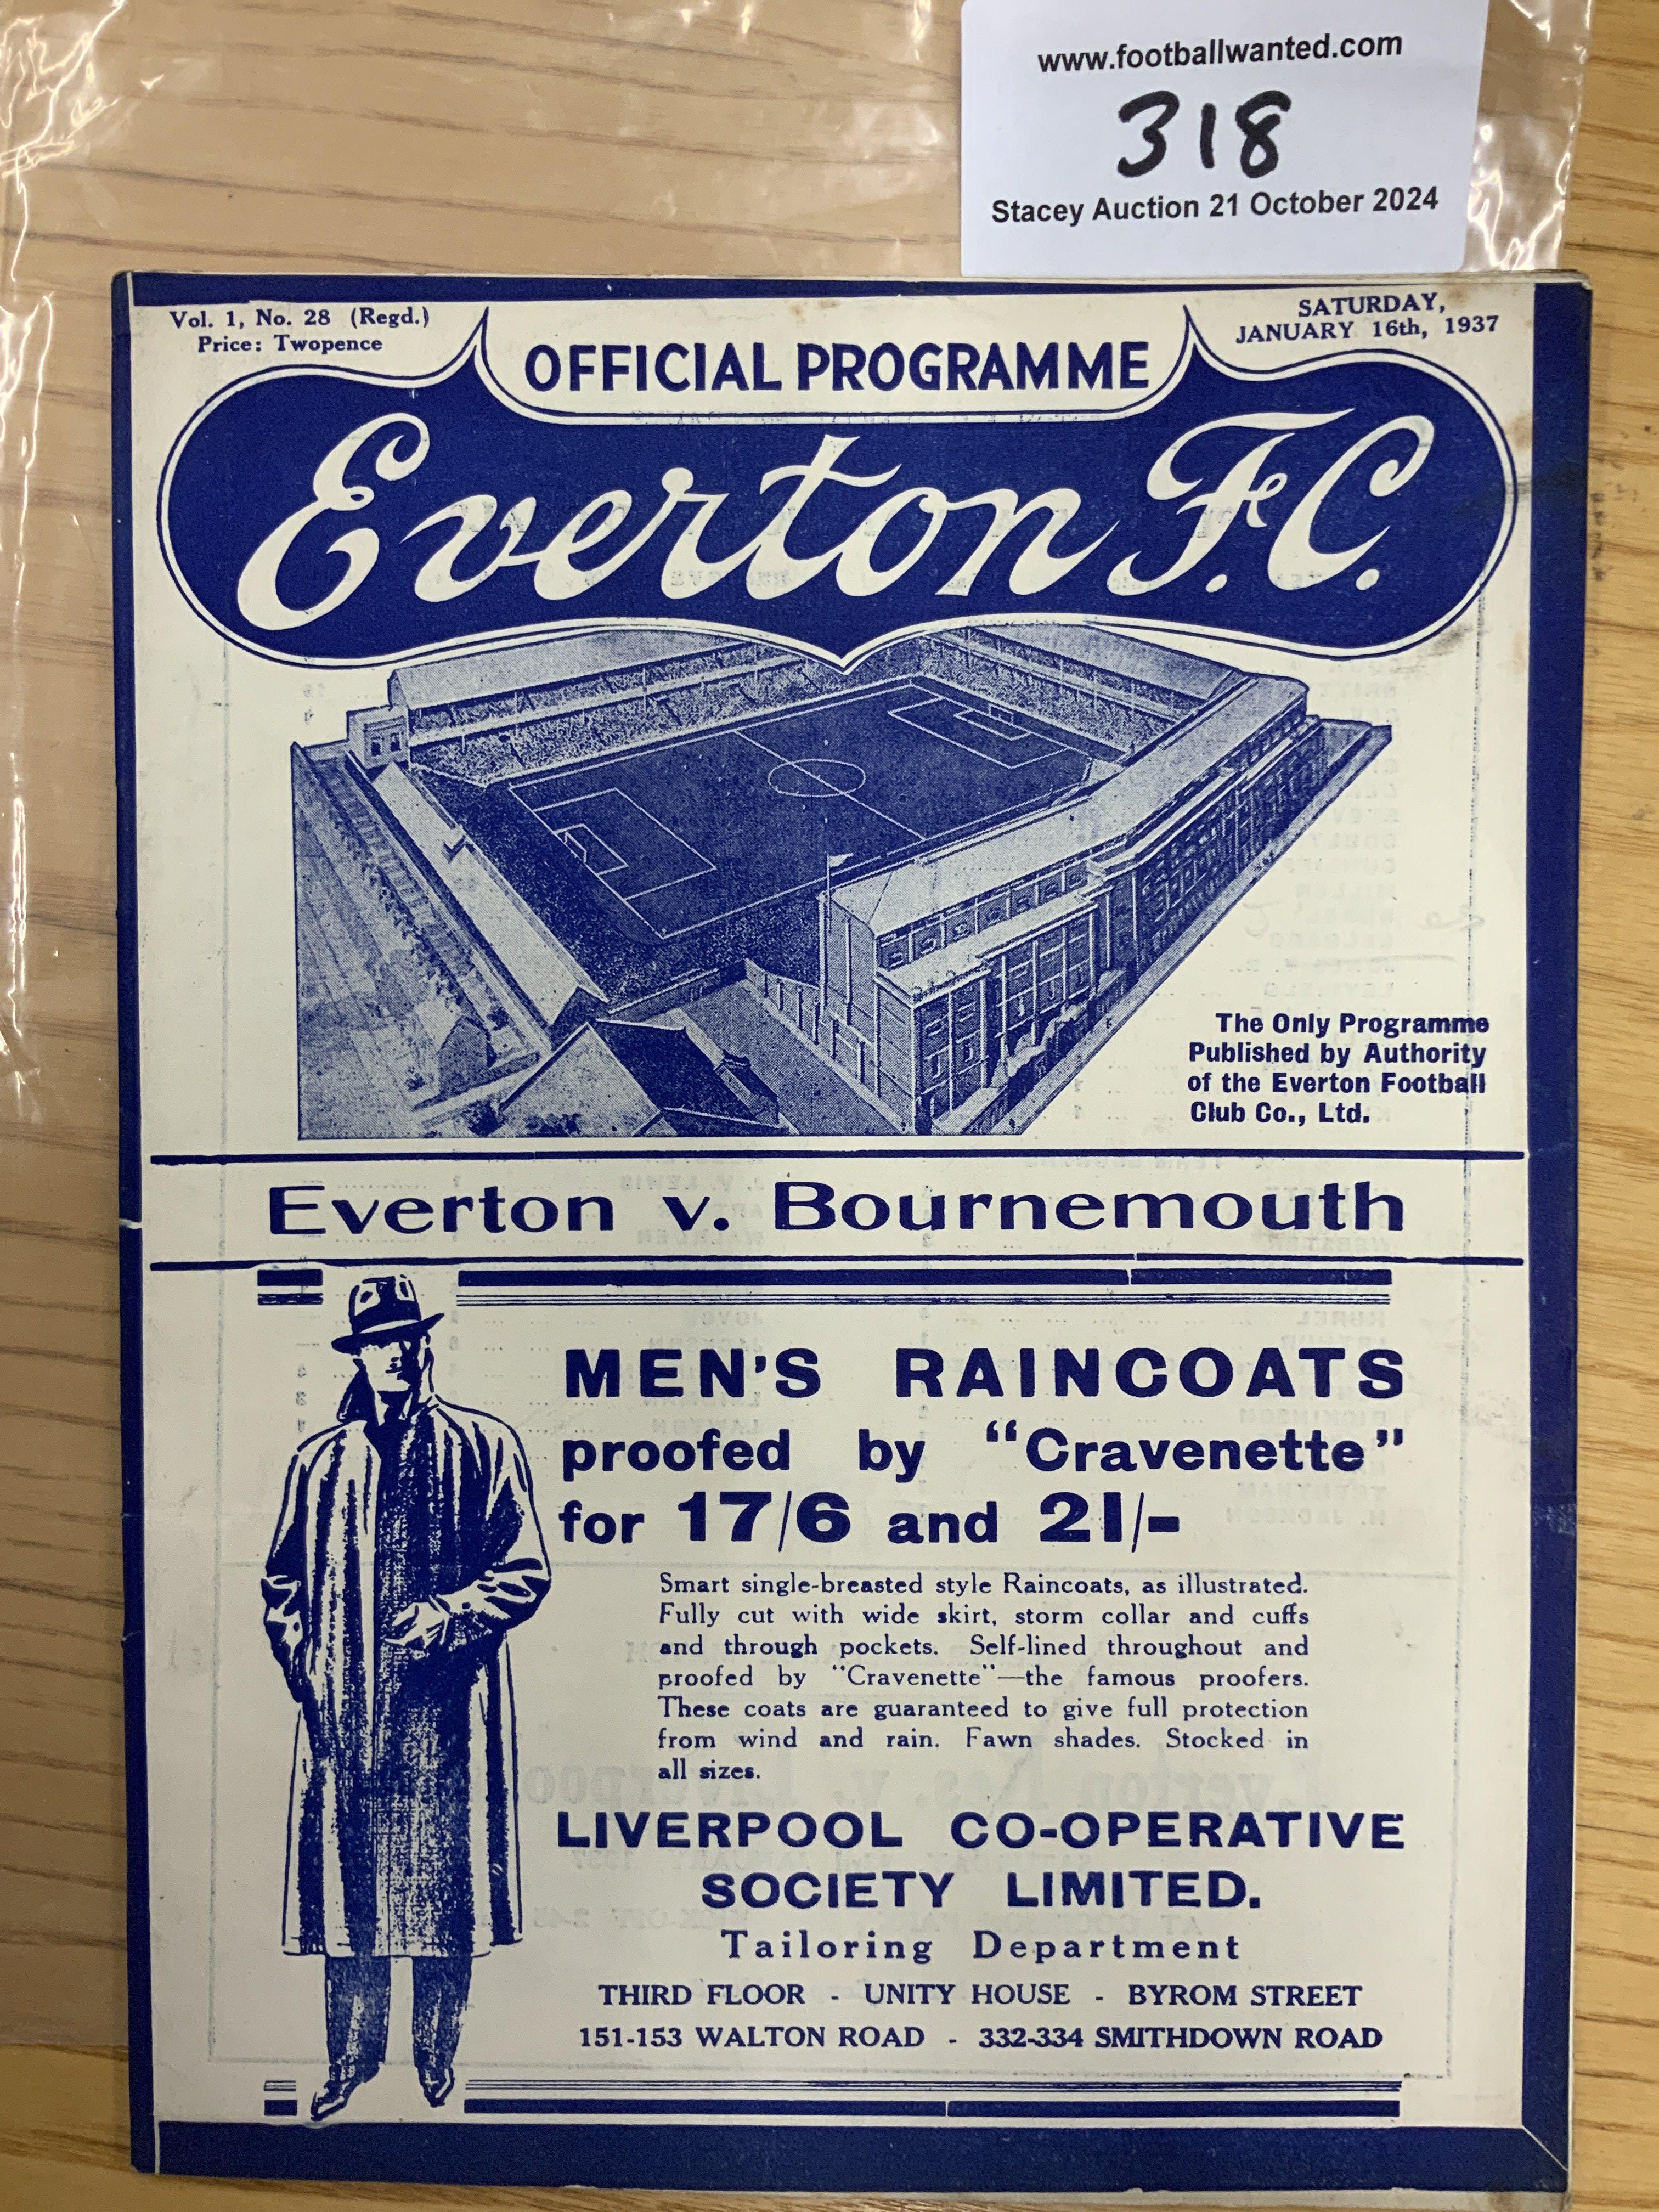 www.footballwanted.com
318
Stacey Auction 21 October 2024
Vol. 1, No. 28 (Regd.)
Price: Twopence
SATURDAY,
JANUARY 16th, 1937
OFFICIAL PROGRAMME
Everton F.C.
The Only Programme
Published by Authority
of the Everton Football
Club Co., Ltd.
Everton v. Bournemouth
MEN'S RAINCOATS
proofed by "Cravenette"
for 17/6 and 21/-
Smart single-breasted style Raincoats, as illustrated.
Fully cut with wide skirt, storm collar and cuffs
and through pockets. Self-lined throughout and
proofed by "Cravenette"—the famous proofers.
These coats are guaranteed to give full protection
from wind and rain. Fawn shades. Stocked in
all sizes.
LIVERPOOL CO-OPERATIVE
SOCIETY LIMITED.
Tailoring Department
THIRD FLOOR - UNITY HOUSE - BYROM STREET
151-153 WALTON ROAD - 332-334 SMITHDOWN ROAD